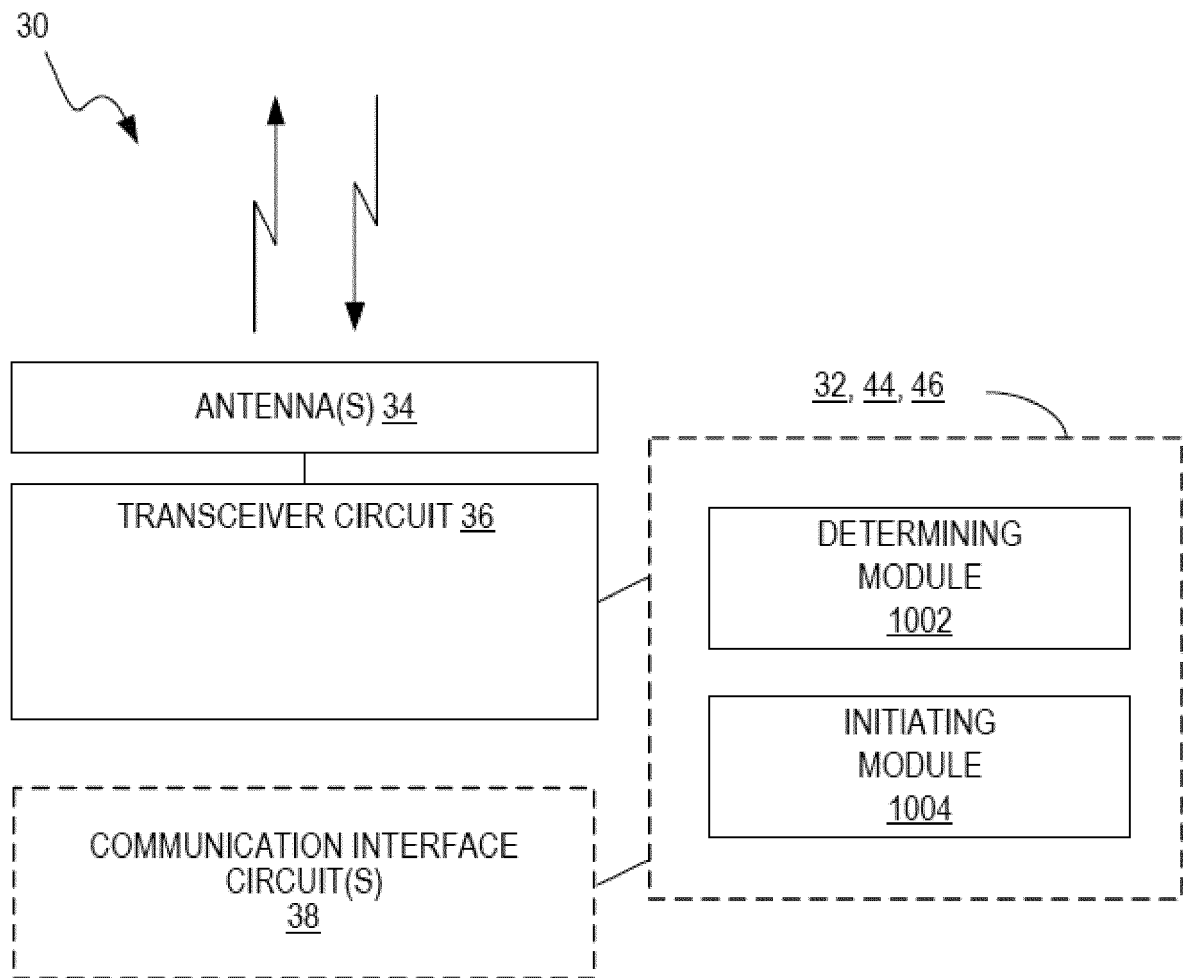 30
ANTENNA(S) 34
32, 44, 46
TRANSCEIVER CIRCUIT 36
DETERMINING
MODULE
1002
INITIATING
MODULE
1004
COMMUNICATION INTERFACE
CIRCUIT(S)
38